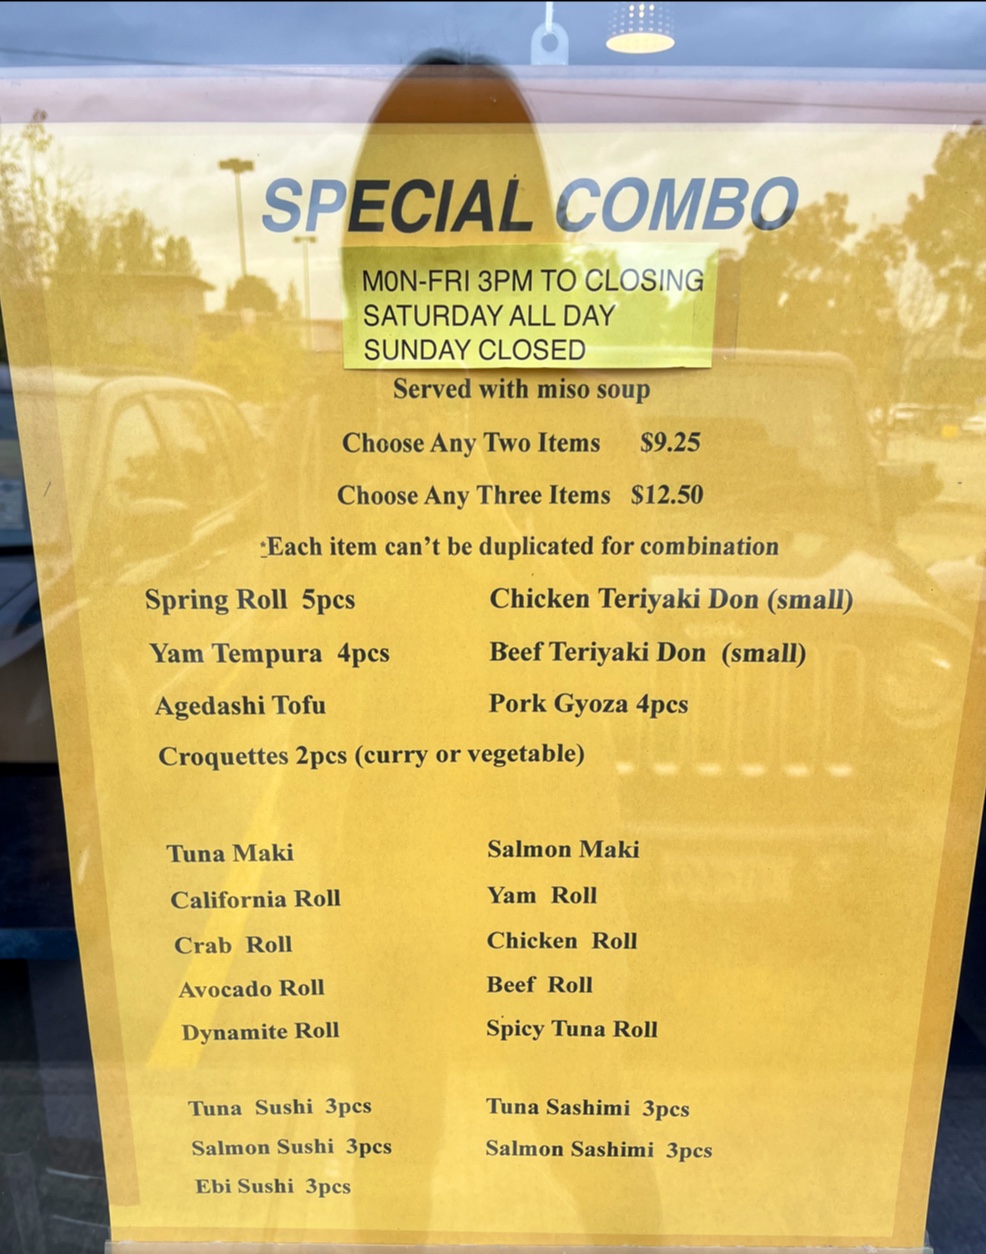 SPECIAL COMBO
MON-FRI 3PM TO CLOSING
SATURDAY ALL DAY
SUNDAY CLOSED
Served with miso soup
Choose Any Two Items $9.25
Choose Any Three Items $12.50
*Each item can't be duplicated for combination
Spring Roll 5pcs Chicken Teriyaki Don (small)
Yam Tempura 4pcs Beef Teriyaki Don (small)
Agedashi Tofu Pork Gyoza 4pcs
Croquettes 2pcs (curry or vegetable)
Tuna Maki Salmon Maki
California Roll Yam Roll
Crab Roll Chicken Roll
Avocado Roll Beef Roll
Dynamite Roll Spicy Tuna Roll
Tuna Sushi 3pcs Tuna Sashimi 3pcs
Salmon Sushi 3pcs Salmon Sashimi 3pcs
Ebi Sushi 3pcs